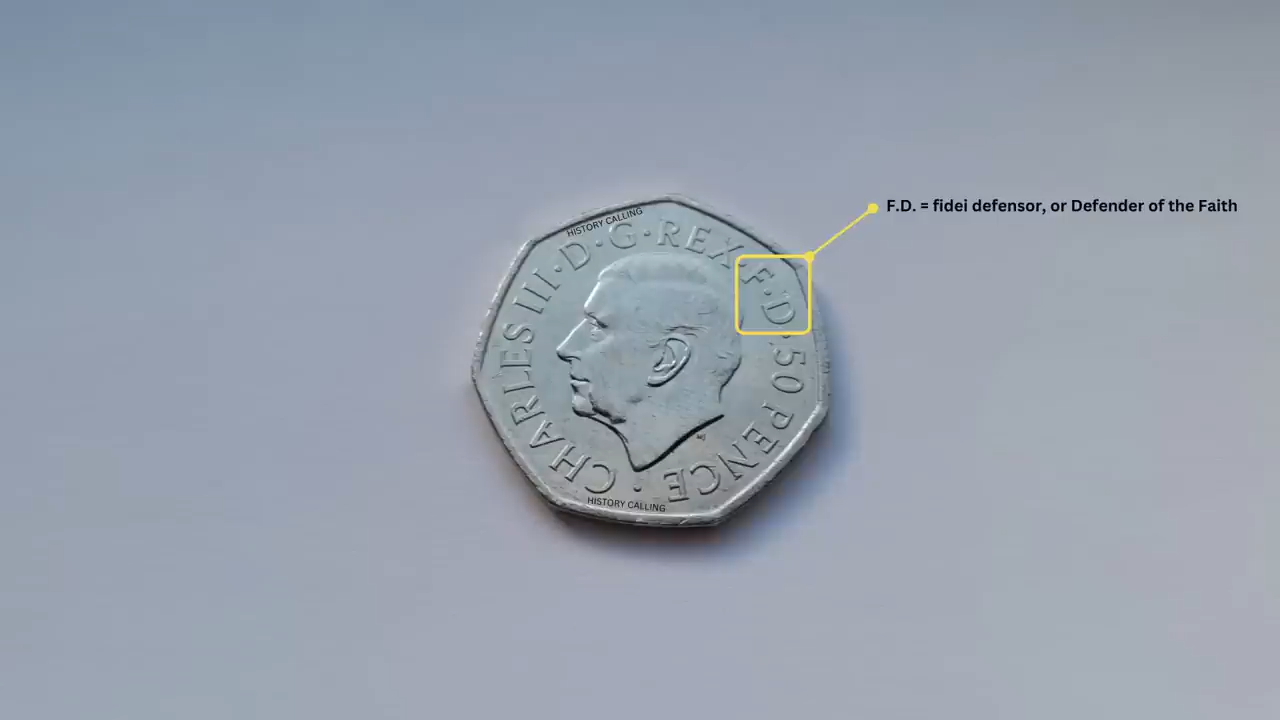 HISTORY CALLING
CHARLES III · D · G · REX · F · D · 50 PENCE ·
F.D. = fidei defensor, or Defender of the Faith
HISTORY CALLING